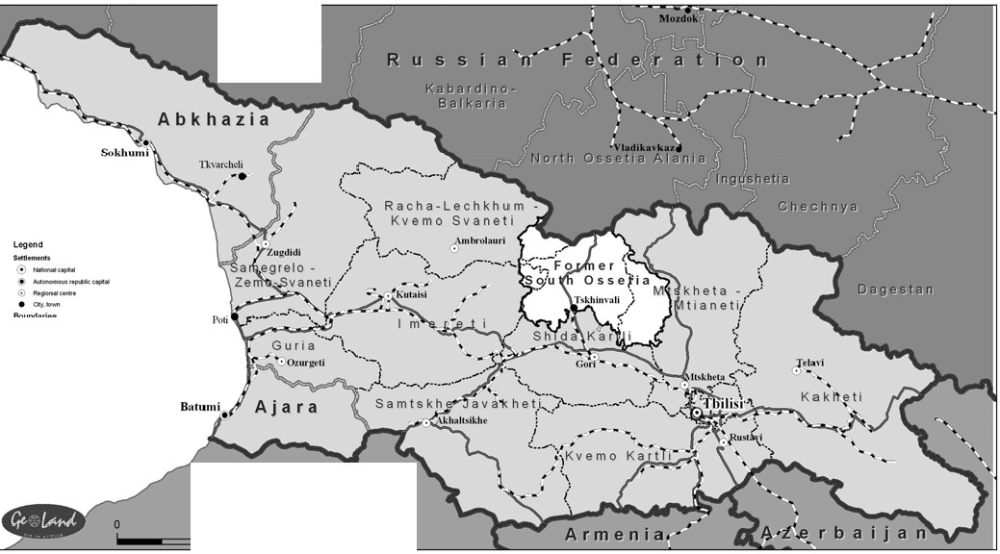 Mozdok
Russian Federation
Kabardino-
Balkaria
Abkhazia
Sokhumi
Vladikavkaz
North Ossetia Alania
Tkvarcheli
Ingushetia
Chechnya
Racha-Lechkhum -
Kvemo Svaneti
Ambrolauri
Legend
Settlements
National capital
Autonomous republic capital
Regional centre
City, town
Boundaries
Zugdidi
Samegrelo -
Zemo-Svaneti
Former
South Ossetia
Mtskheta -
Mtianeti
Dagestan
Kutaisi
Tskhinvali
Poti
Imereti
Shida Kartli
Guria
Ozurgeti
Gori
Telavi
Mtskheta
Kakheti
Batumi
Ajara
Samtskhe Javakheti
Tbilisi
Akhaltsikhe
Rustavi
Kvemo Kartli
GeoLand
0
Armenia
Azerbaijan